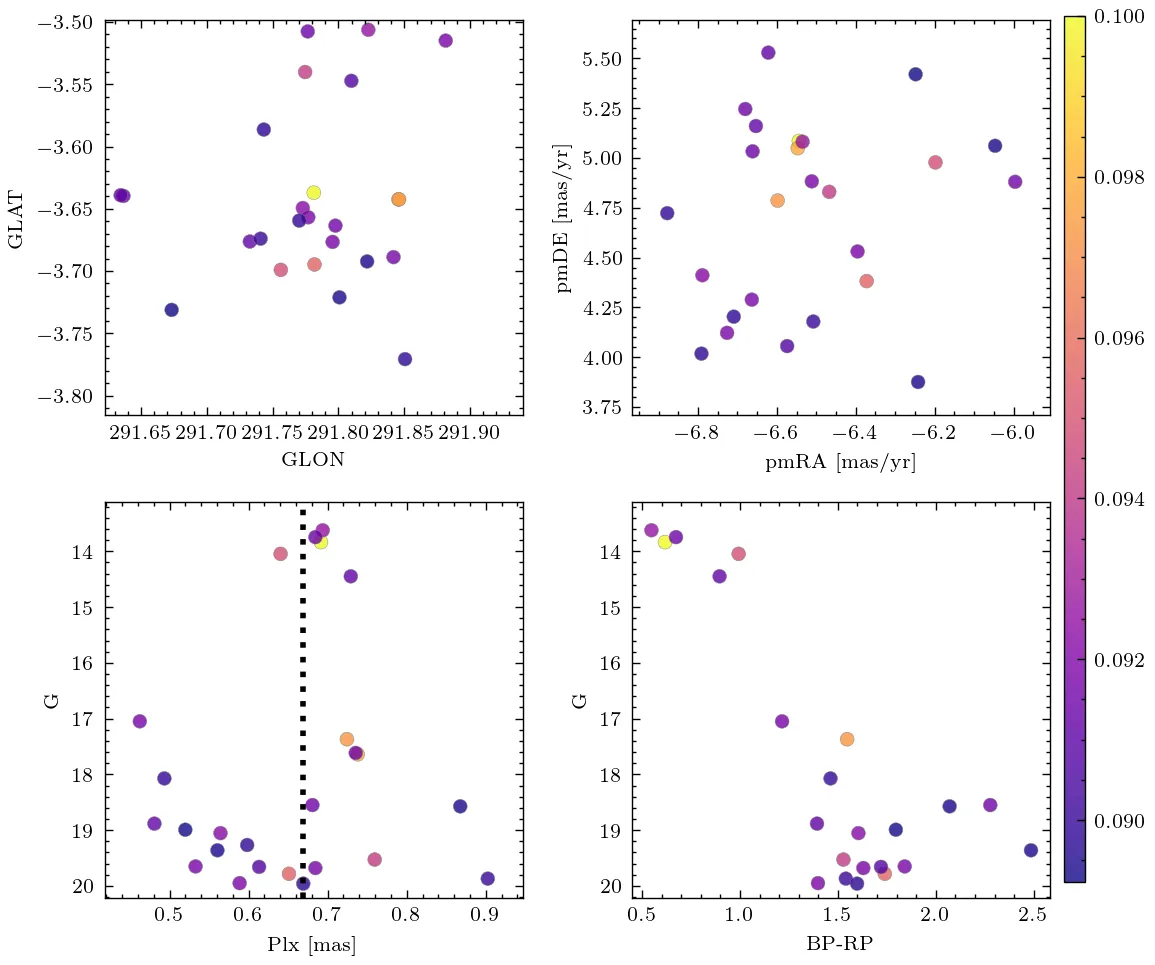 −3.50
−3.55
−3.60
−3.65
−3.70
−3.75
−3.80
GLAT
291.65 291.70 291.75 291.80 291.85 291.90
GLON
5.50
5.25
5.00
4.75
4.50
4.25
4.00
3.75
pmDE [mas/yr]
−6.8 −6.6 −6.4 −6.2 −6.0
pmRA [mas/yr]
0.100
0.098
0.096
0.094
0.092
0.090
14
15
16
17
18
19
20
G
0.5 0.6 0.7 0.8 0.9
Plx [mas]
14
15
16
17
18
19
20
G
0.5 1.0 1.5 2.0 2.5
BP-RP